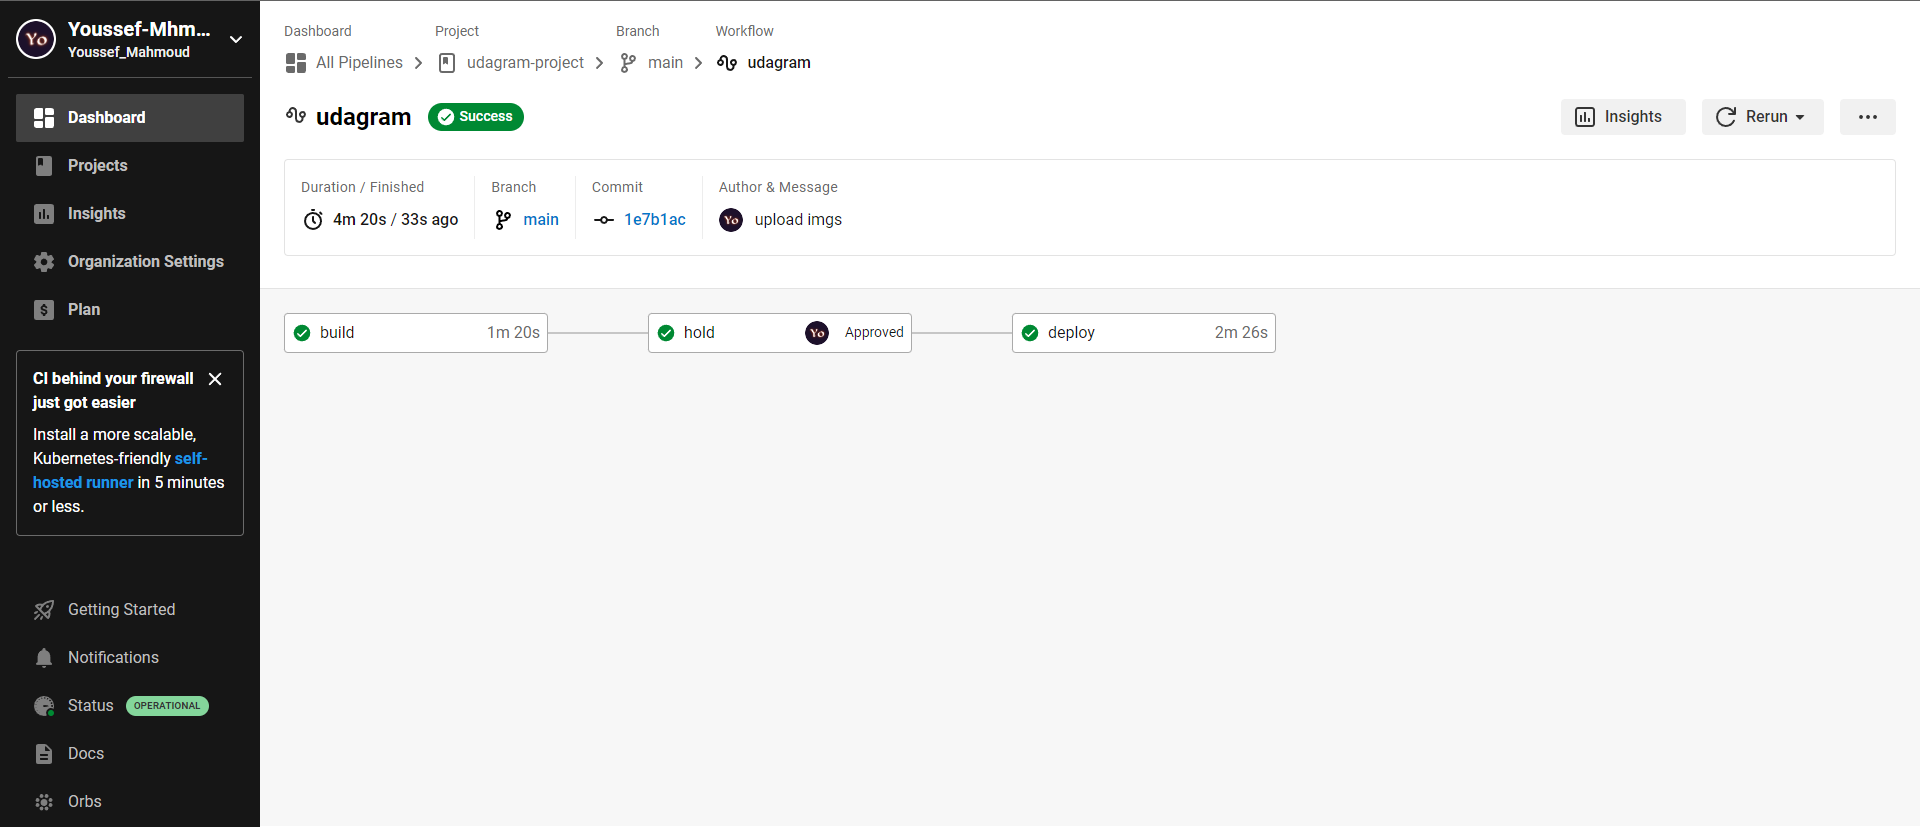 Yo
Youssef-Mhm...
Youssef_Mahmoud
Dashboard
Projects
Insights
Organization Settings
Plan
CI behind your firewall
just got easier
Install a more scalable,
Kubernetes-friendly self-
hosted runner in 5 minutes
or less.
Getting Started
Notifications
Status OPERATIONAL
Docs
Orbs
Dashboard Project Branch Workflow
All Pipelines udagram-project main udagram
udagram Success
Insights Rerun
Duration / Finished Branch Commit Author & Message
4m 20s / 33s ago main 1e7b1ac Yo upload imgs
build 1m 20s hold Yo Approved deploy 2m 26s